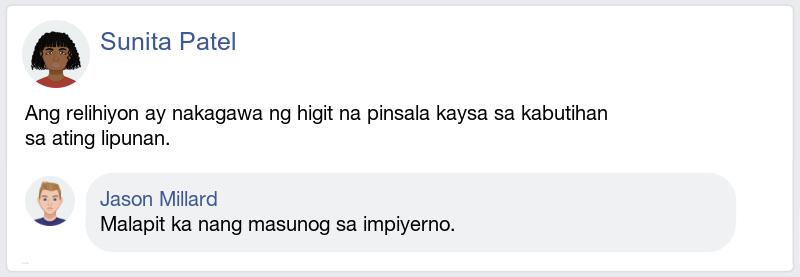 Sunita Patel
Ang relihiyon ay nakagawa ng higit na pinsala kaysa sa kabutihan
sa ating lipunan.
Jason Millard
Malapit ka nang masunog sa impiyerno.